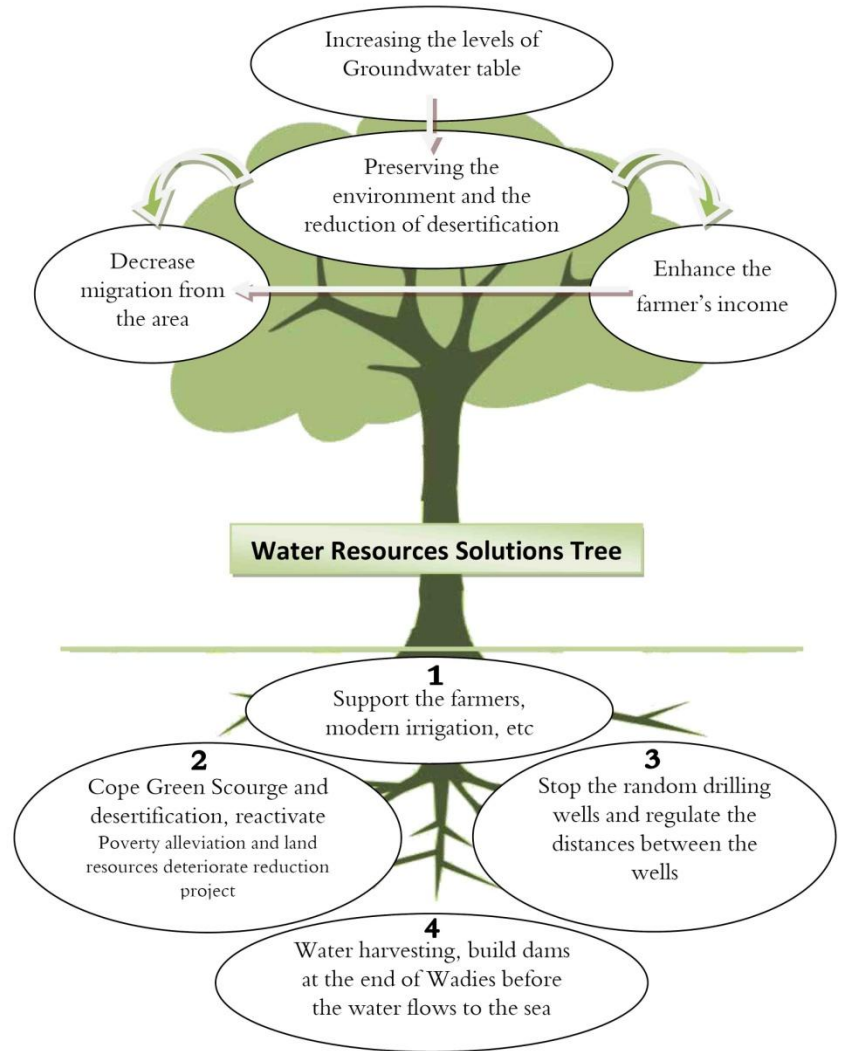 Increasing the levels of
Groundwater table
Preserving the
environment and the
reduction of desertification
Decrease
migration from
the area
Enhance the
farmer's income
Water Resources Solutions Tree
1
Support the farmers,
modern irrigation, etc
2
Cope Green Scourge and
desertification, reactivate
Poverty alleviation and land
resources deteriorate reduction
project
3
Stop the random drilling
wells and regulate the
distances between the
wells
4
Water harvesting, build dams
at the end of Wadies before
the water flows to the sea